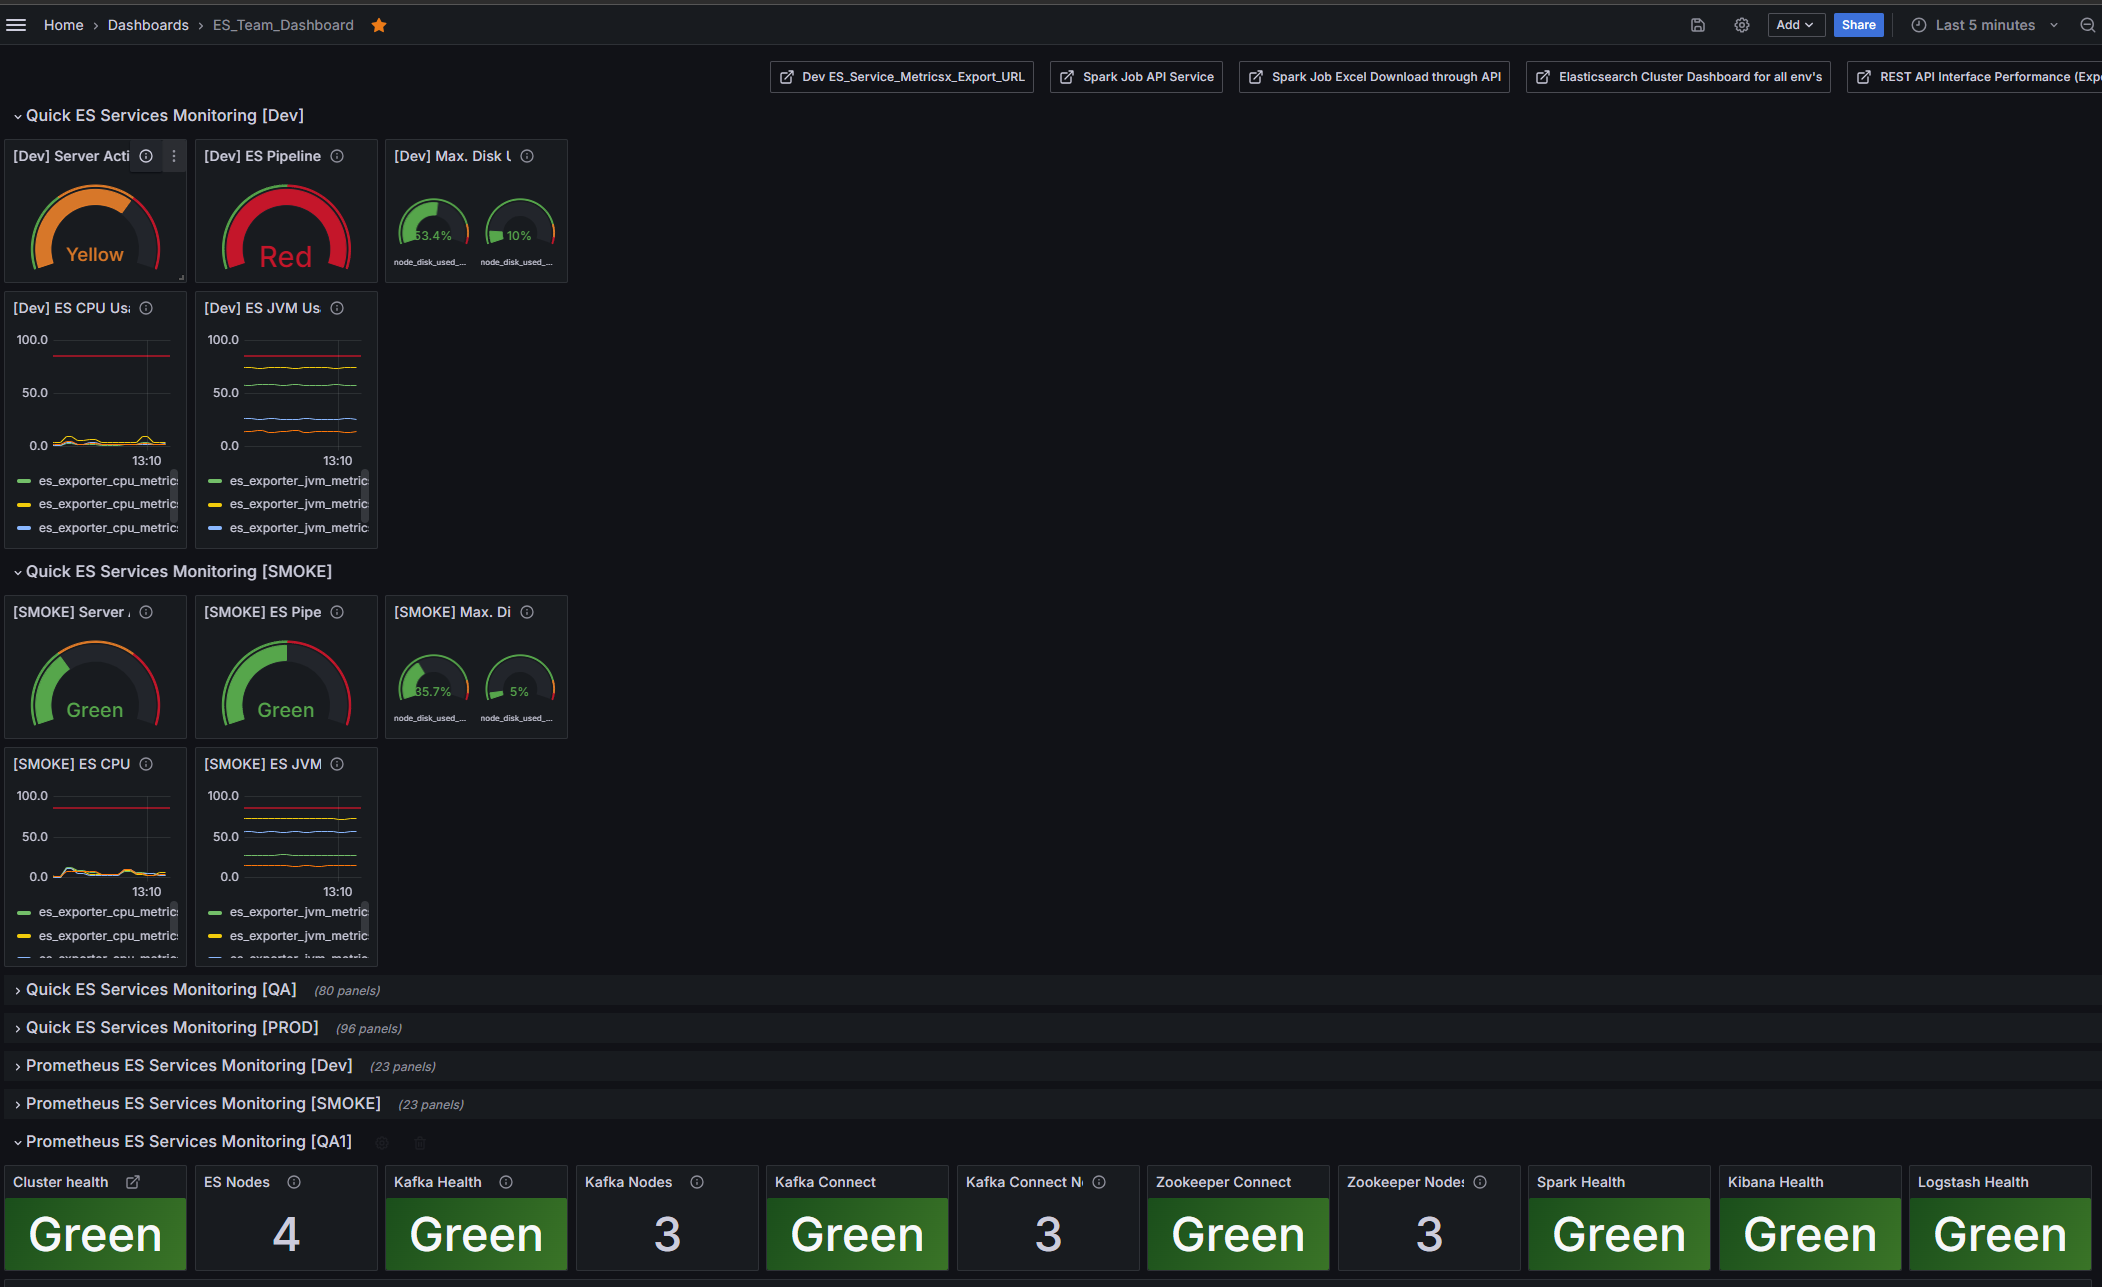 Home › Dashboards › ES_Team_Dashboard
Add
Share
Last 5 minutes
Dev ES_Service_Metricsx_Export_URL
Spark Job API Service
Spark Job Excel Download through API
Elasticsearch Cluster Dashboard for all env's
REST API Interface Performance (Exp
Quick ES Services Monitoring [Dev]
[Dev] Server Acti
Yellow
[Dev] ES Pipeline
Red
[Dev] Max. Disk U
53.4%
10%
node_disk_used_...
node_disk_used_...
[Dev] ES CPU Usa
100.0
50.0
0.0
13:10
es_exporter_cpu_metric
es_exporter_cpu_metric
es_exporter_cpu_metric
[Dev] ES JVM Us
100.0
50.0
0.0
13:10
es_exporter_jvm_metric
es_exporter_jvm_metric
es_exporter_jvm_metric
Quick ES Services Monitoring [SMOKE]
[SMOKE] Server
Green
[SMOKE] ES Pipe
Green
[SMOKE] Max. Di
35.7%
5%
node_disk_used_...
node_disk_used_...
[SMOKE] ES CPU
100.0
50.0
0.0
13:10
es_exporter_cpu_metric
es_exporter_cpu_metric
[SMOKE] ES JVM
100.0
50.0
0.0
13:10
es_exporter_jvm_metric
es_exporter_jvm_metric
Quick ES Services Monitoring [QA] (80 panels)
Quick ES Services Monitoring [PROD] (96 panels)
Prometheus ES Services Monitoring [Dev] (23 panels)
Prometheus ES Services Monitoring [SMOKE] (23 panels)
Prometheus ES Services Monitoring [QA1]
Cluster health
Green
ES Nodes
4
Kafka Health
Green
Kafka Nodes
3
Kafka Connect
Green
Kafka Connect N
3
Zookeeper Connect
Green
Zookeeper Nodes
3
Spark Health
Green
Kibana Health
Green
Logstash Health
Green